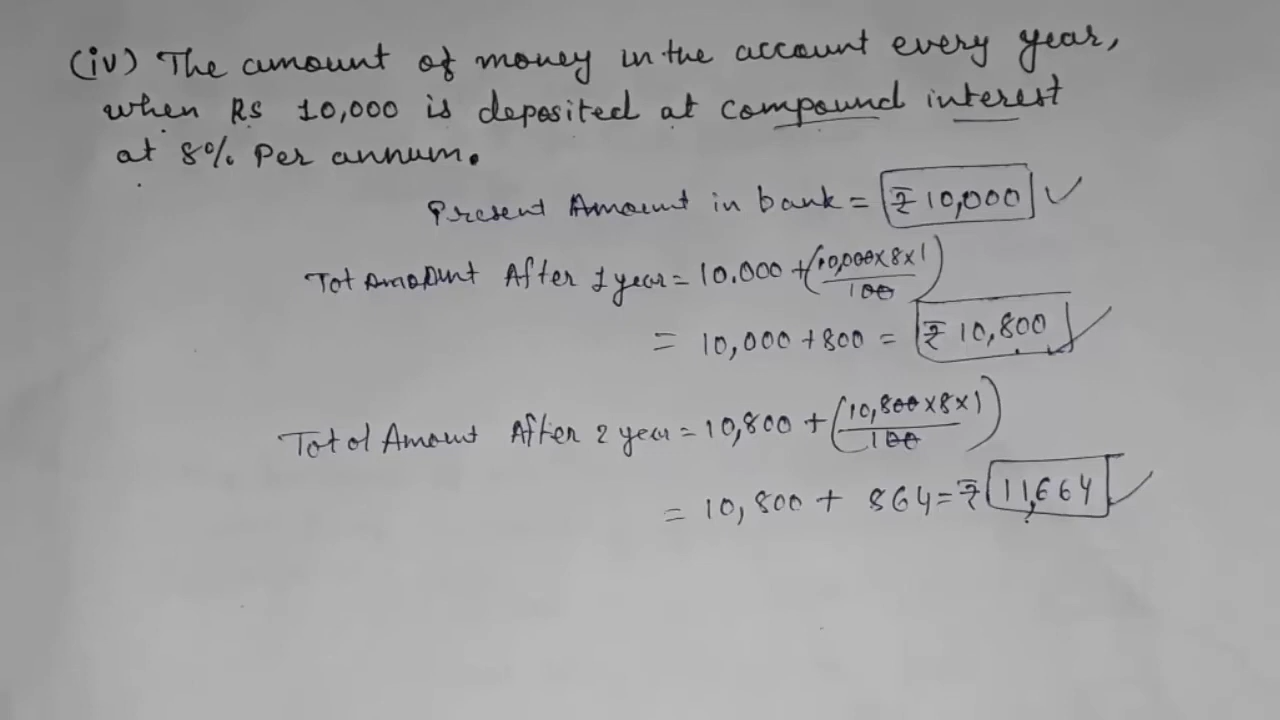 (iv) The amount of money in the account every year,
when Rs 10,000 is deposited at compound interest
at 8% Per annum.
Present Amount in bank = ₹ 10,000 ✓
Tot Amount After 1 year = 10.000 + (10,000×8×1/100)
= 10,000 + 800 = ₹ 10,800 ✓
Total Amount After 2 year = 10,800 + (10,800×8×1/100)
= 10,800 + 864 = ₹ 11,664 ✓